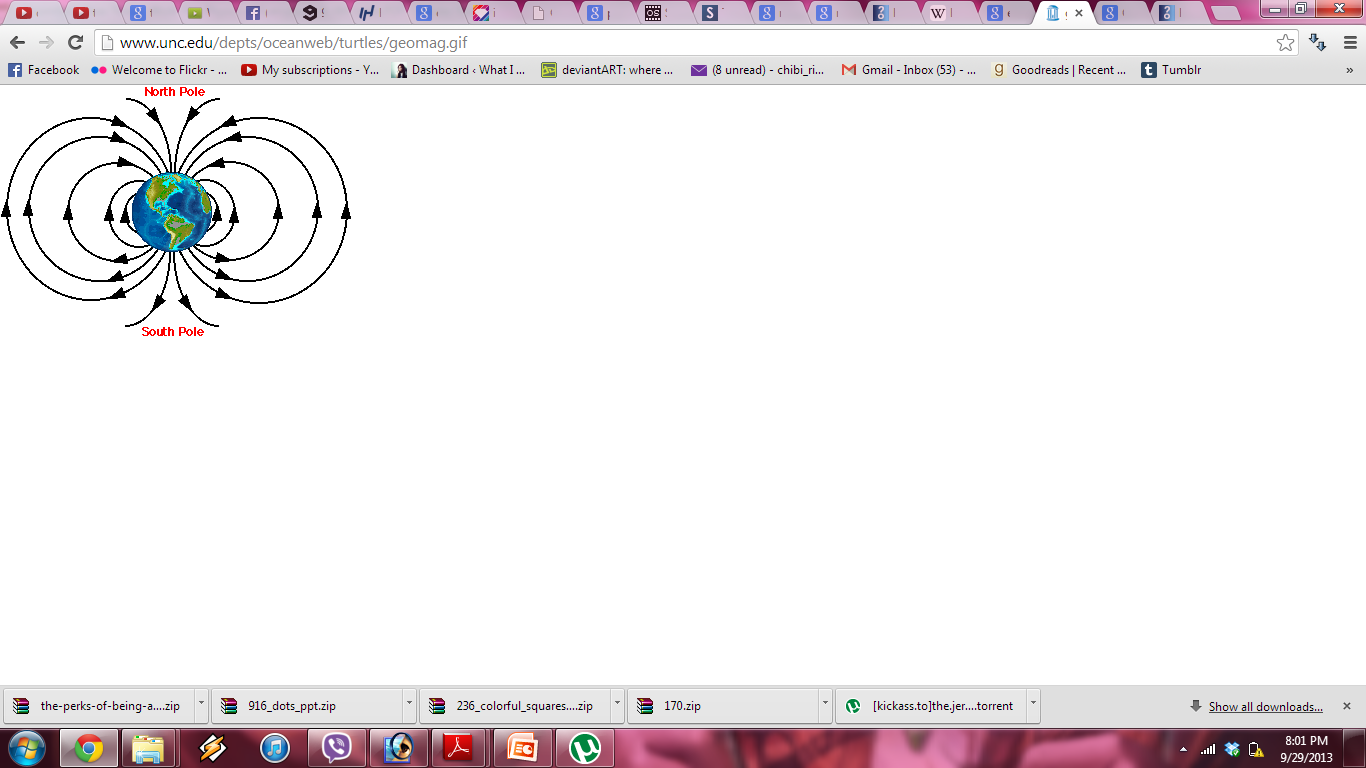 www.unc.edu/depts/oceanweb/turtles/geomag.gif
Facebook Welcome to Flickr - ... My subscriptions - Y... Dashboard ‹ What I ... deviantART: where ... (8 unread) - chibi_ri... Gmail - Inbox (53) - ... Goodreads | Recent ... Tumblr »
North Pole
South Pole
the-perks-of-being-a....zip 916_dots_ppt.zip 236_colorful_squares....zip 170.zip [kickass.to]the.jer....torrent Show all downloads...
8:01 PM
9/29/2013